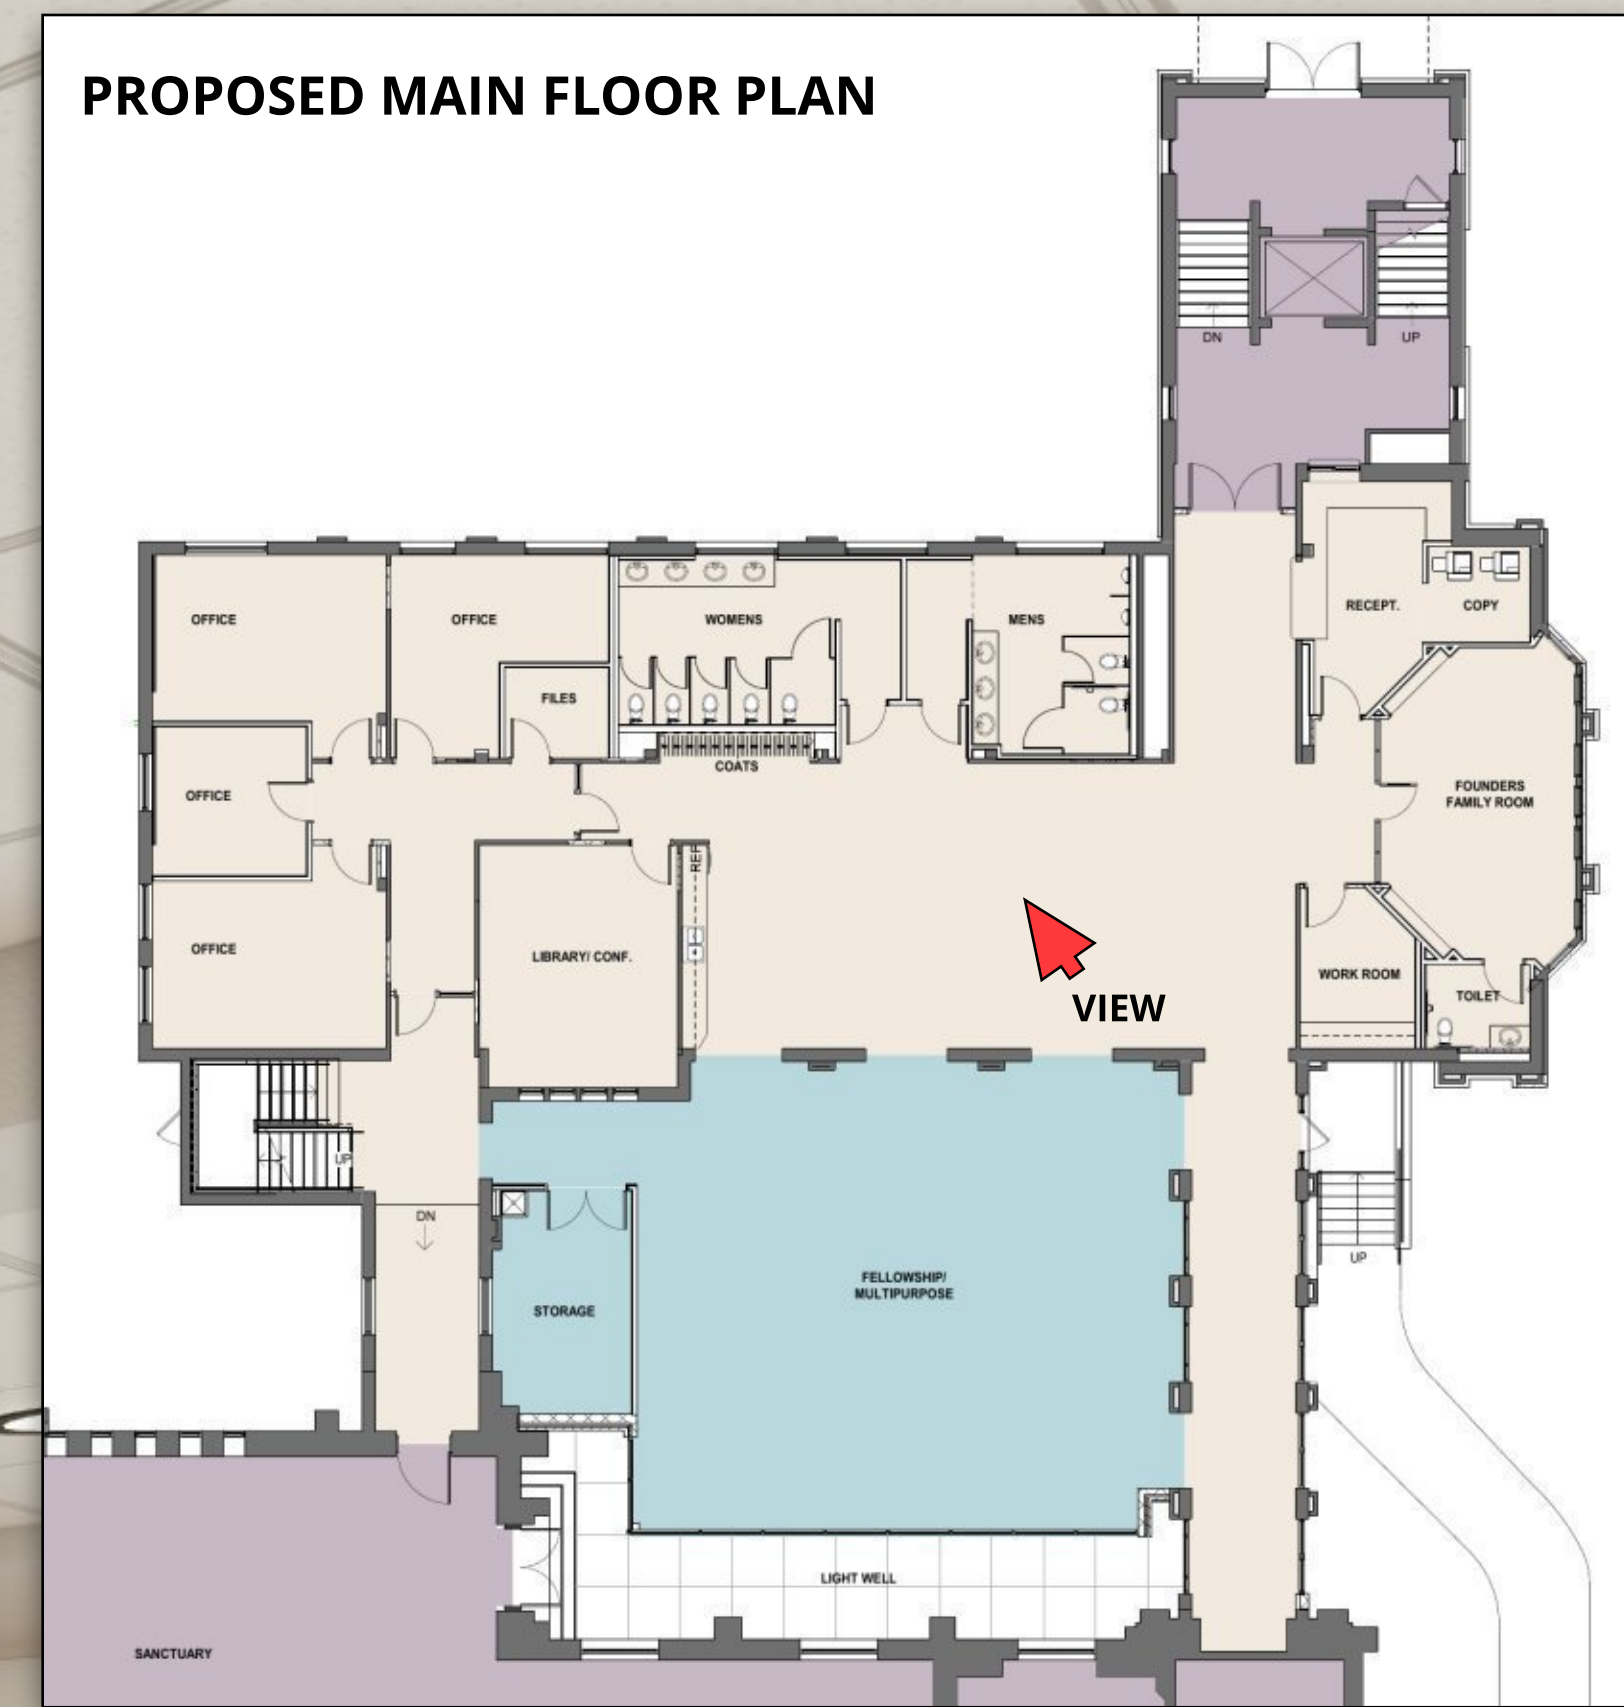 PROPOSED MAIN FLOOR PLAN
DN
UP
OFFICE
OFFICE
WOMENS
MENS
RECEPT.
COPY
FILES
COATS
OFFICE
FOUNDERS
FAMILY ROOM
REF
OFFICE
LIBRARY/ CONF.
WORK ROOM
TOILET
VIEW
UP
DN
UP
FELLOWSHIP/
MULTIPURPOSE
STORAGE
LIGHT WELL
SANCTUARY